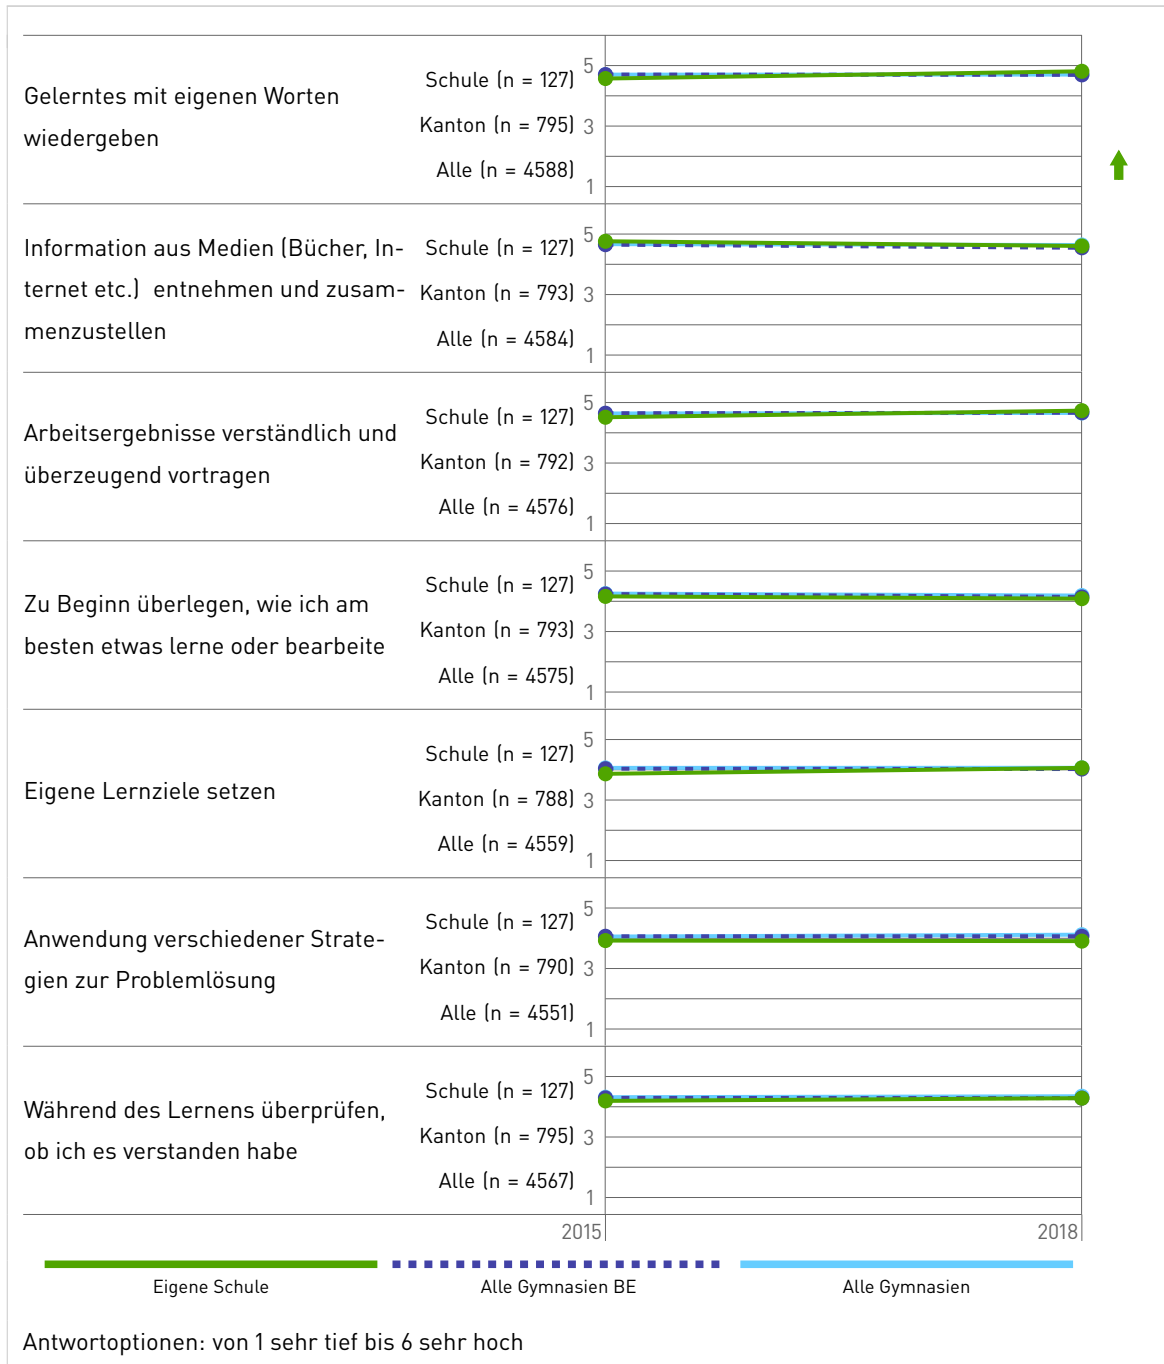 Gelerntes mit eigenen Worten
wiedergeben
Schule (n = 127)
Kanton (n = 795)
Alle (n = 4588)
5
3
1
Information aus Medien (Bücher, In-
ternet etc.) entnehmen und zusam-
menzustellen
Schule (n = 127)
Kanton (n = 793)
Alle (n = 4584)
5
3
1
Arbeitsergebnisse verständlich und
überzeugend vortragen
Schule (n = 127)
Kanton (n = 792)
Alle (n = 4576)
5
3
1
Zu Beginn überlegen, wie ich am
besten etwas lerne oder bearbeite
Schule (n = 127)
Kanton (n = 793)
Alle (n = 4575)
5
3
1
Eigene Lernziele setzen
Schule (n = 127)
Kanton (n = 788)
Alle (n = 4559)
5
3
1
Anwendung verschiedener Strate-
gien zur Problemlösung
Schule (n = 127)
Kanton (n = 790)
Alle (n = 4551)
5
3
1
Während des Lernens überprüfen,
ob ich es verstanden habe
Schule (n = 127)
Kanton (n = 795)
Alle (n = 4567)
5
3
1
2015 2018
Eigene Schule Alle Gymnasien BE Alle Gymnasien
Antwortoptionen: von 1 sehr tief bis 6 sehr hoch